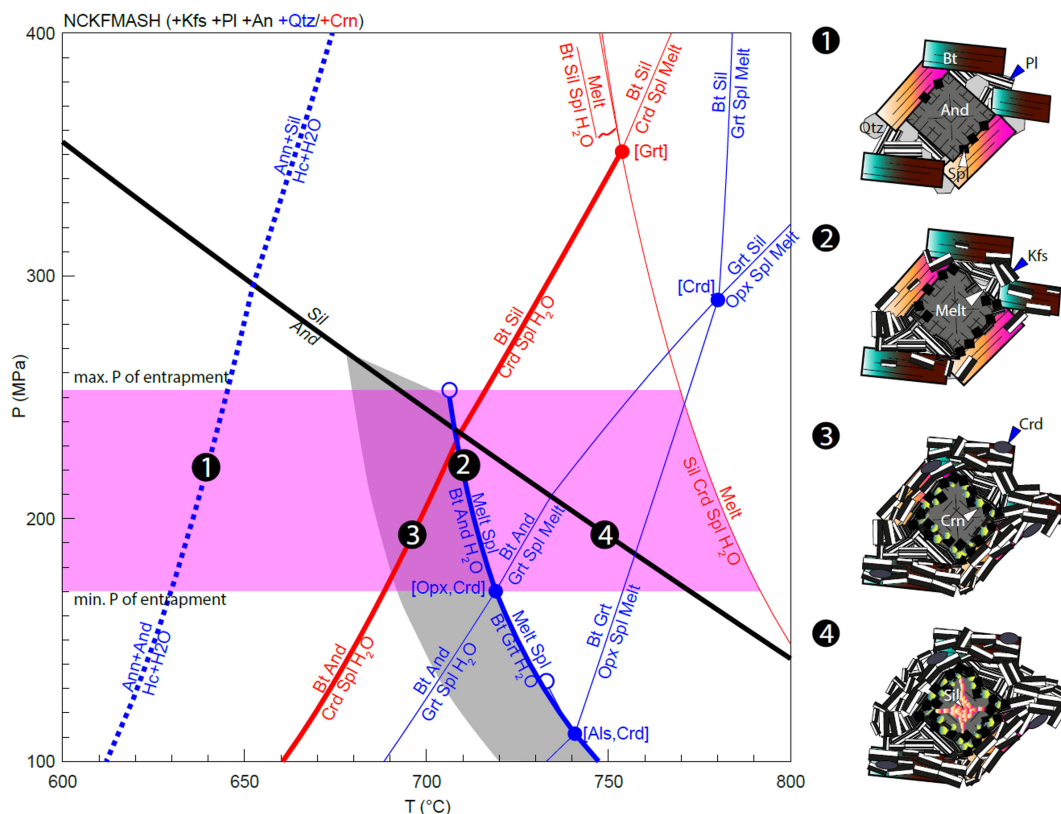 NCKFMASH (+Kfs +Pl +An +Qtz/+Crn)
400
300
200
100
P (MPa)
600
650
700
750
800
T (°C)
Ann+Sil
Hc+H2O
Ann+And
Hc+H2O
Sil
And
max. P of entrapment
min. P of entrapment
Melt
Bt Sil Spl H2O
Bt Sil
Crd Spl Melt
[Grt]
Bt Sil
Crd Spl H2O
Bt And
Crd Spl H2O
Bt Sil
Grt Spl Melt
Grt Sil
Opx Spl Melt
[Crd]
Melt
Sil Crd Spl H2O
Melt Spl
Bt And H2O
Bt And
Grt Spl Melt
[Opx,Crd]
Melt Spl
Bt Grt H2O
Bt And
Grt Spl H2O
Bt Grt
Opx Spl Melt
[Als,Crd]
1
2
3
4
1
Bt
Pl
And
Qtz
Spl
2
Kfs
Melt
3
Crd
Crn
4
Sil